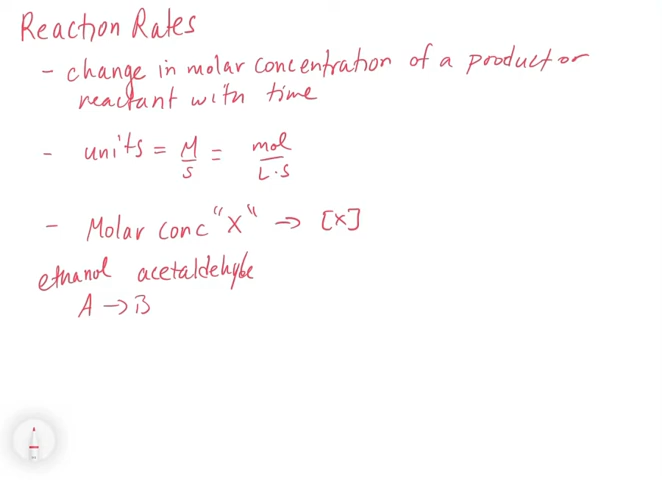 Reaction Rates
- change in molar concentration of a product or
reactant with time
- units = M/s = mol/L·s
- Molar conc "X" → [X]
ethanol acetaldehyde
A → B